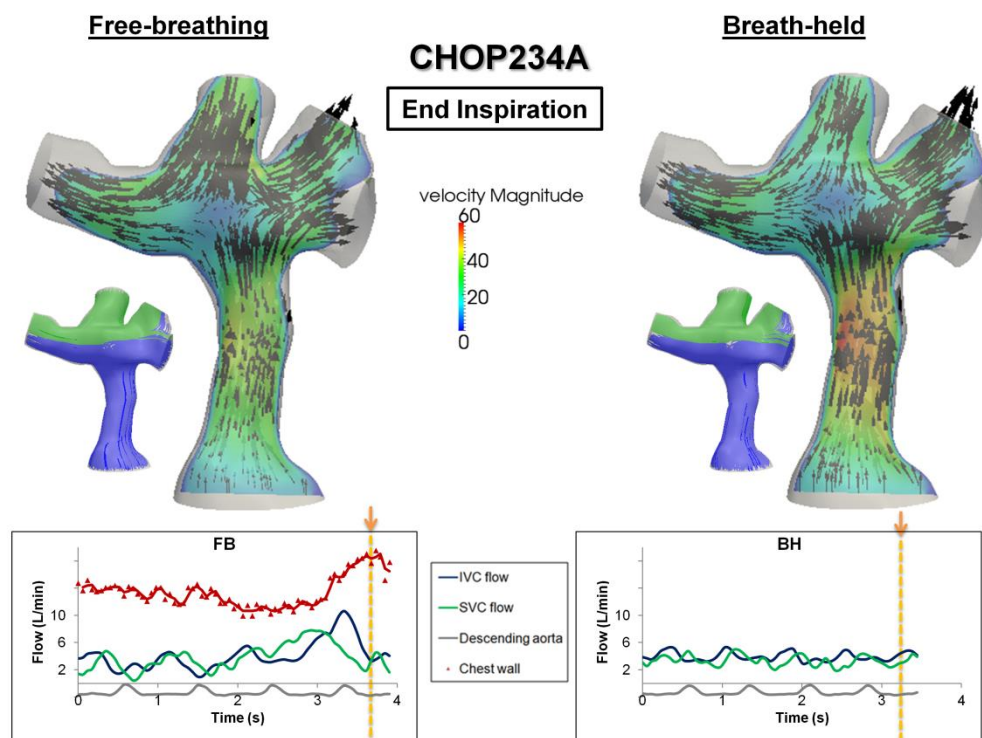 Free-breathing
Breath-held
CHOP234A
End Inspiration
velocity Magnitude
60
40
20
0
FB
Flow (L/min)
10
6
2
0 1 2 3 4
Time (s)
IVC flow
SVC flow
Descending aorta
Chest wall
BH
Flow (L/min)
10
6
2
0 1 2 3 4
Time (s)